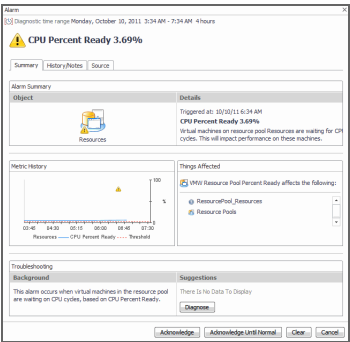 Alarm
Diagnostic time range Monday, October 10, 2011 3:34 AM - 7:34 AM 4 hours
CPU Percent Ready 3.69%
Summary History/Notes Source
Alarm Summary
Object
Resources
Details
Triggered at: 10/10/11 6:34 AM
CPU Percent Ready 3.69%
Virtual machines on resource pool Resources are waiting for CPU
cycles. This will impact performance on these machines.
Metric History
100
%
0
03:45 04:30 05:15 06:00 06:45 07:30
Resources CPU Percent Ready Threshold
Things Affected
VMW Resource Pool Percent Ready affects the following:
ResourcePool_Resources
Resource Pools
Troubleshooting
Background
This alarm occurs when virtual machines in the resource pool
are waiting on CPU cycles, based on CPU Percent Ready.
Suggestions
There Is No Data To Display
Diagnose
Acknowledge Acknowledge Until Normal Clear Cancel